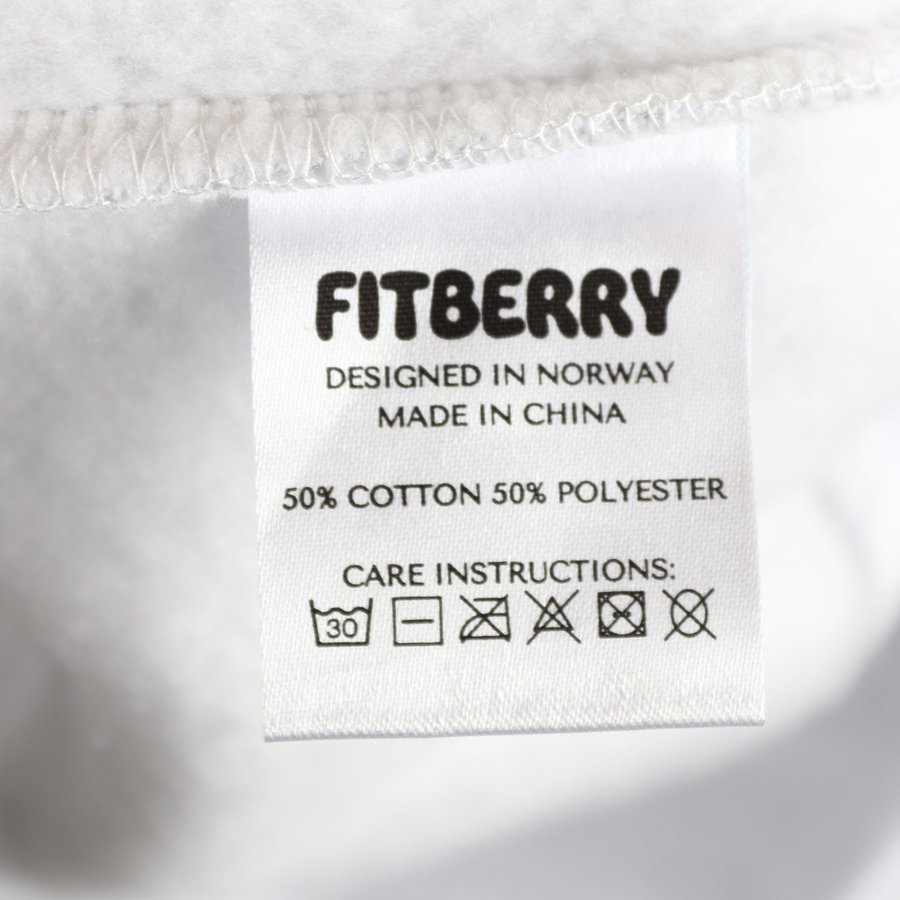 FITBERRY
DESIGNED IN NORWAY
MADE IN CHINA
50% COTTON 50% POLYESTER
CARE INSTRUCTIONS:
30